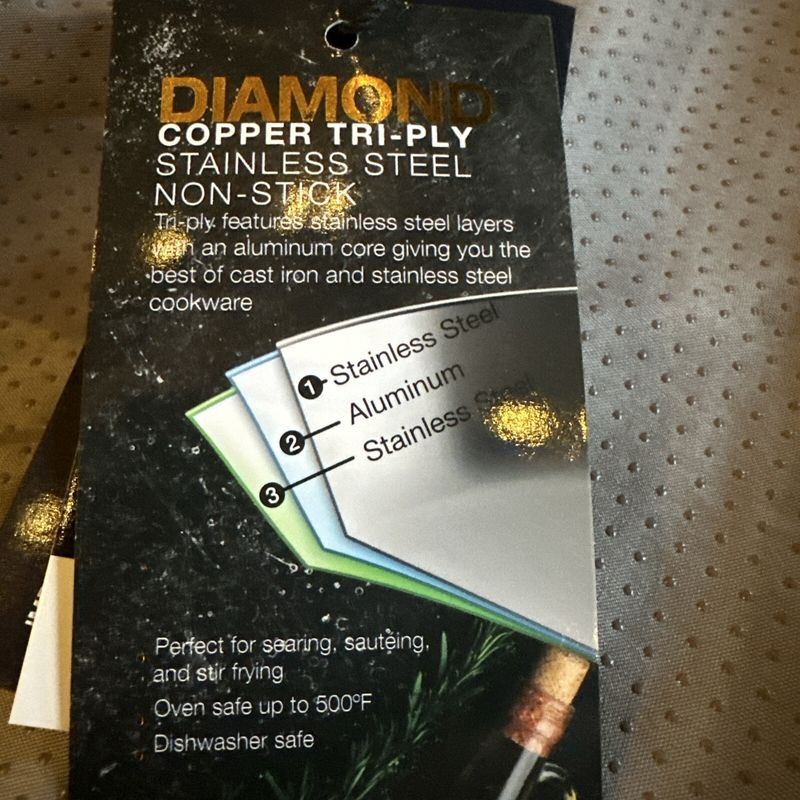 DIAMOND
COPPER TRI-PLY
STAINLESS STEEL
NON-STICK
Tri-ply features stainless steel layers
with an aluminum core giving you the
best of cast iron and stainless steel
cookware
1 Stainless Steel
2 Aluminum
3 Stainless Steel
Perfect for searing, sautéing,
and stir frying
Oven safe up to 500ºF
Dishwasher safe